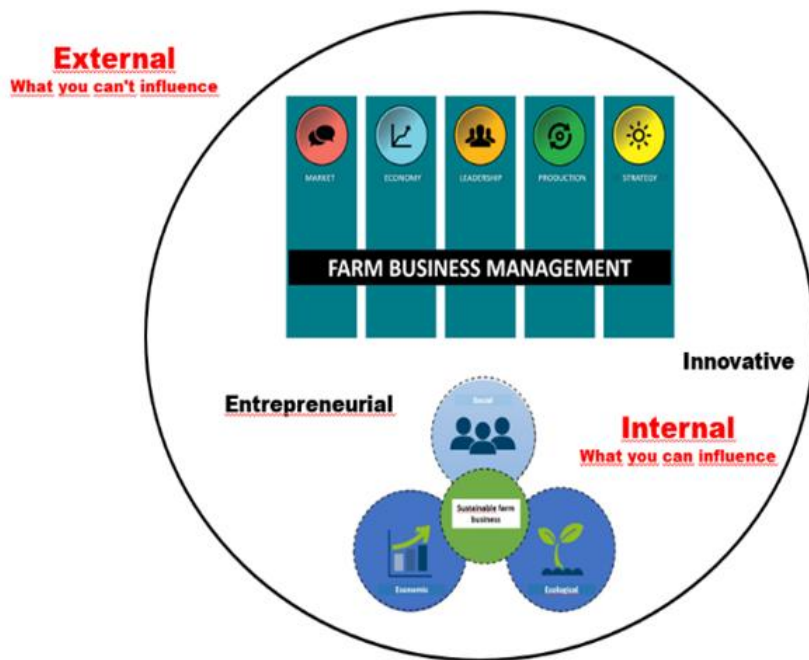 External
What you can't influence
MARKET
ECONOMY
LEADERSHIP
PRODUCTION
STRATEGY
FARM BUSINESS MANAGEMENT
Innovative
Entrepreneurial
Social
Internal
What you can influence
Sustainable farm
business
Economic
Ecological